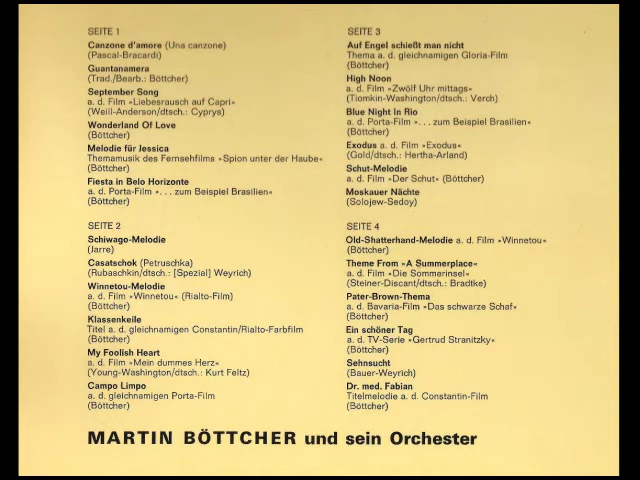 SEITE 1
Canzone d'amore (Una canzone)
(Pascal-Bracardi)
Guantanamera
(Trad./Bearb.: Böttcher)
September Song
a. d. Film »Liebesrausch auf Capri«
(Weill-Anderson/dtsch.: Cyprys)
Wonderland Of Love
(Böttcher)
Melodie für Jessica
Themamusik des Fernsehfilms »Spion unter der Haube«
(Böttcher)
Fiesta in Belo Horizonte
a. d. Porta-Film ». . . zum Beispiel Brasilien«
(Böttcher)
SEITE 2
Schiwago-Melodie
(Jarre)
Casatschok (Petruschka)
(Rubaschkin/dtsch.: [Spezial] Weyrich)
Winnetou-Melodie
a. d. Film »Winnetou« (Rialto-Film)
(Böttcher)
Klassenkeile
Titel a. d. gleichnamigen Constantin/Rialto-Farbfilm
(Böttcher)
My Foolish Heart
a. d. Film »Mein dummes Herz«
(Young-Washington/dtsch.: Kurt Feltz)
Campo Limpo
a. d. gleichnamigen Porta-Film
(Böttcher)
SEITE 3
Auf Engel schießt man nicht
Thema a. d. gleichnamigen Gloria-Film
(Böttcher)
High Noon
a. d. Film »Zwölf Uhr mittags«
(Tiomkin-Washington/dtsch.: Verch)
Blue Night In Rio
a. d. Porta-Film ». . . zum Beispiel Brasilien«
(Böttcher)
Exodus a. d. Film »Exodus«
(Gold/dtsch.: Hertha-Arland)
Schut-Melodie
a. d. Film »Der Schut« (Böttcher)
Moskauer Nächte
(Solojew-Sedoy)
SEITE 4
Old-Shatterhand-Melodie a. d. Film »Winnetou«
(Böttcher)
Theme From »A Summerplace«
a. d. Film »Die Sommerinsel«
(Steiner-Discant/dtsch.: Bradtke)
Pater-Brown-Thema
a. d. Bavaria-Film »Das schwarze Schaf«
(Böttcher)
Ein schöner Tag
a. d. TV-Serie »Gertrud Stranitzky«
(Böttcher)
Sehnsucht
(Bauer-Weyrich)
Dr. med. Fabian
Titelmelodie a. d. Constantin-Film
(Böttcher)
MARTIN BÖTTCHER und sein Orchester